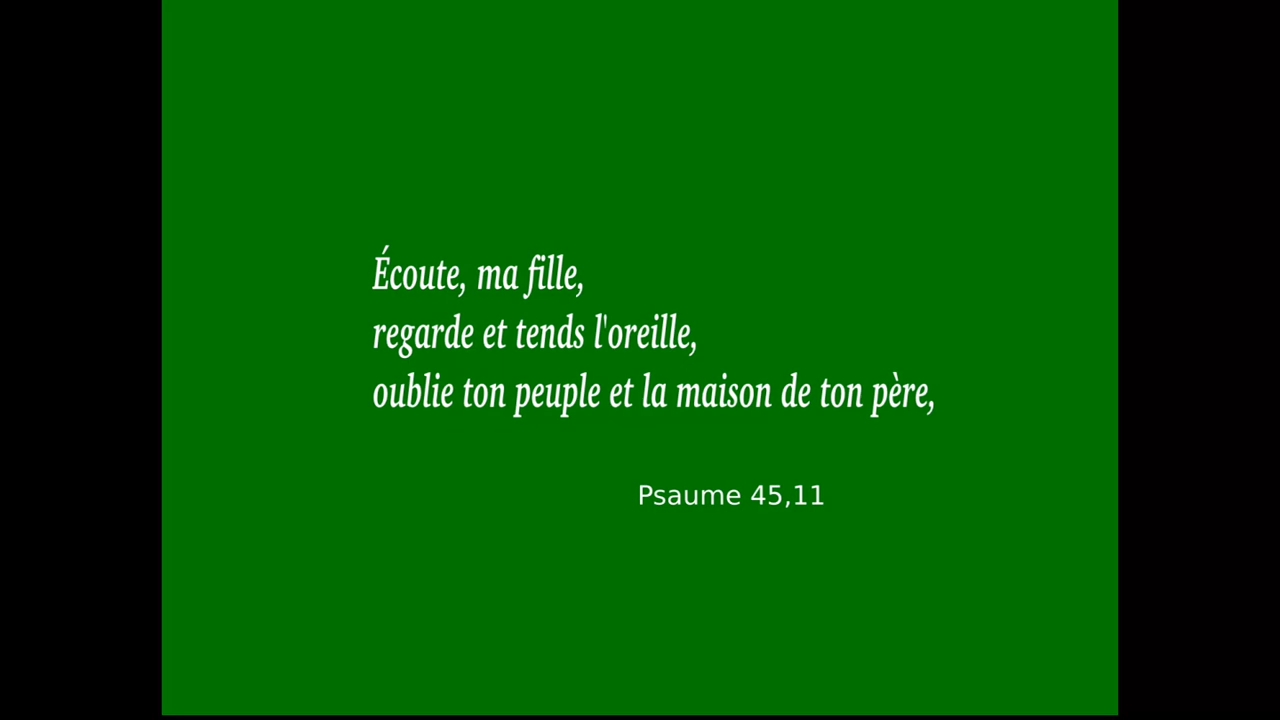 Écoute, ma fille,
regarde et tends l'oreille,
oublie ton peuple et la maison de ton père,
Psaume 45,11